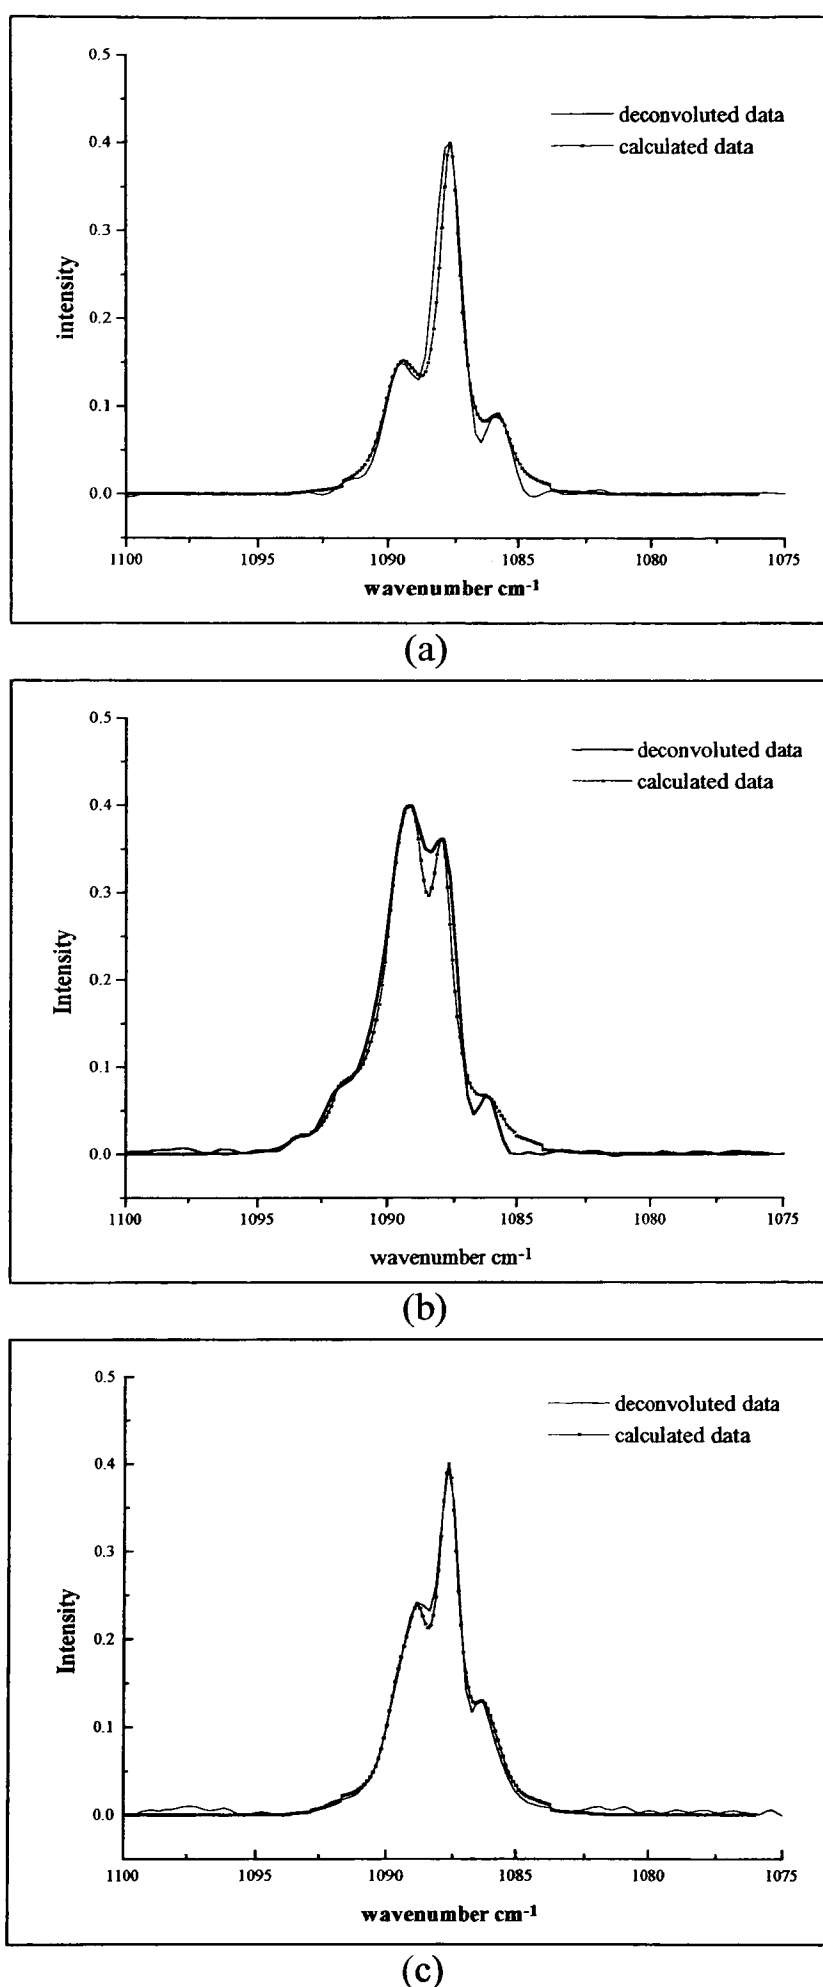 0.5
deconvoluted data
calculated data
0.4
0.3
0.2
0.1
0.0
intensity
1100 1095 1090 1085 1080 1075
wavenumber cm-1
(a)
0.5
deconvoluted data
calculated data
0.4
0.3
0.2
0.1
0.0
Intensity
1100 1095 1090 1085 1080 1075
wavenumber cm-1
(b)
0.5
deconvoluted data
calculated data
0.4
0.3
0.2
0.1
0.0
Intensity
1100 1095 1090 1085 1080 1075
wavenumber cm-1
(c)